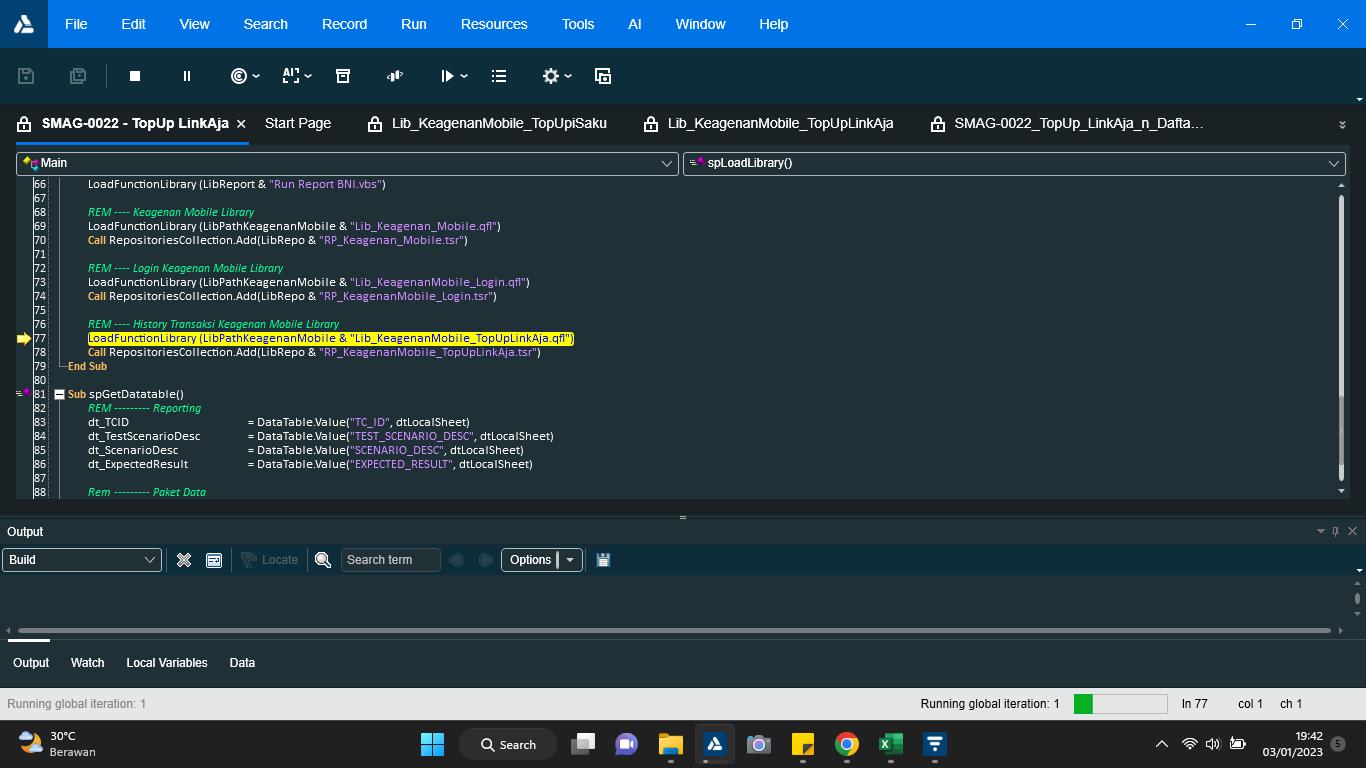 File Edit View Search Record Run Resources Tools AI Window Help
SMAG-0022 - TopUp LinkAja Start Page Lib_KeagenanMobile_TopUpiSaku Lib_KeagenanMobile_TopUpLinkAja SMAG-0022_TopUp_LinkAja_n_Dafta...
Main spLoadLibrary()
66 LoadFunctionLibrary (LibReport & "Run Report BNI.vbs")
67
68 REM ---- Keagenan Mobile Library
69 LoadFunctionLibrary (LibPathKeagenanMobile & "Lib_Keagenan_Mobile.qfl")
70 Call RepositoriesCollection.Add(LibRepo & "RP_Keagenan_Mobile.tsr")
71
72 REM ---- Login Keagenan Mobile Library
73 LoadFunctionLibrary (LibPathKeagenanMobile & "Lib_KeagenanMobile_Login.qfl")
74 Call RepositoriesCollection.Add(LibRepo & "RP_KeagenanMobile_Login.tsr")
75
76 REM ---- History Transaksi Keagenan Mobile Library
77 LoadFunctionLibrary (LibPathKeagenanMobile & "Lib_KeagenanMobile_TopUpLinkAja.qfl")
78 Call RepositoriesCollection.Add(LibRepo & "RP_KeagenanMobile_TopUpLinkAja.tsr")
79 End Sub
80
81 Sub spGetDatatable()
82 REM --------- Reporting
83 dt_TCID = DataTable.Value("TC_ID", dtLocalSheet)
84 dt_TestScenarioDesc = DataTable.Value("TEST_SCENARIO_DESC", dtLocalSheet)
85 dt_ScenarioDesc = DataTable.Value("SCENARIO_DESC", dtLocalSheet)
86 dt_ExpectedResult = DataTable.Value("EXPECTED_RESULT", dtLocalSheet)
87
88 Rem --------- Paket Data
Output
Build Locate Search term Options
Output Watch Local Variables Data
Running global iteration: 1 Running global iteration: 1 ln 77 col 1 ch 1
30°C
Berawan
Search
19:42
03/01/2023
5